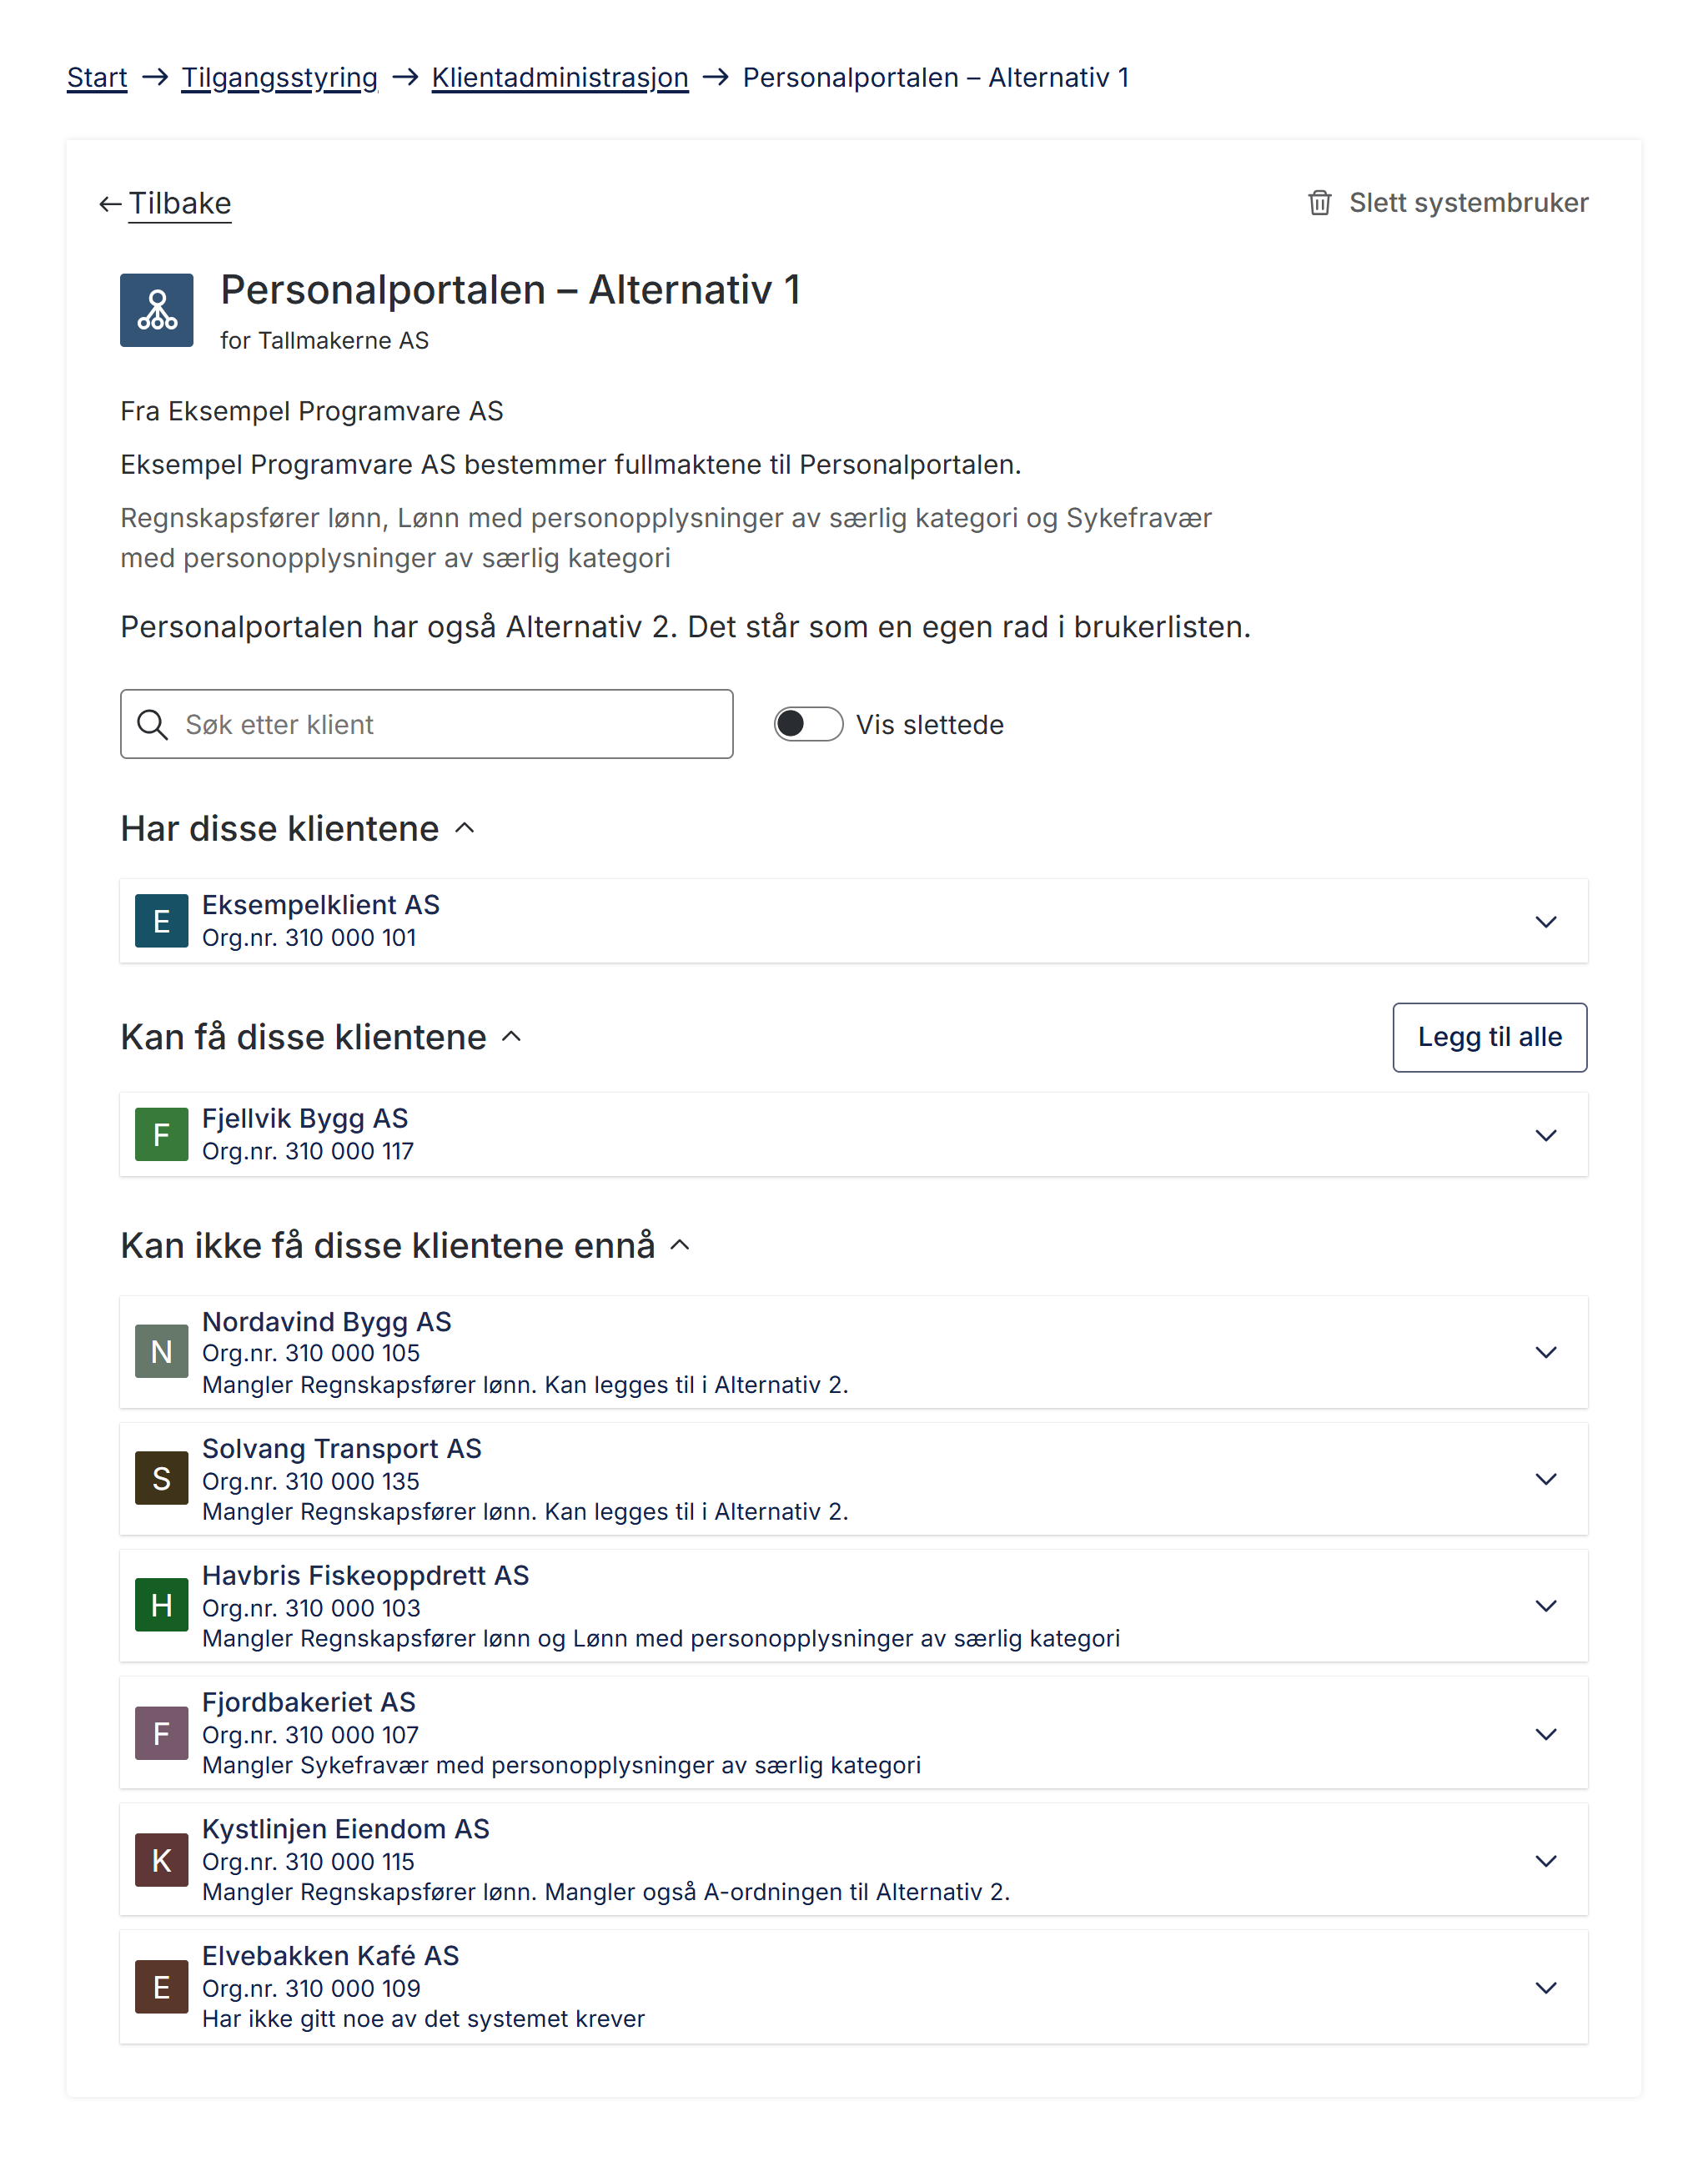 Start → Tilgangsstyring → Klientadministrasjon → Personalportalen – Alternativ 1
← Tilbake
Slett systembruker
Personalportalen – Alternativ 1
for Tallmakerne AS
Fra Eksempel Programvare AS
Eksempel Programvare AS bestemmer fullmaktene til Personalportalen.
Regnskapsfører lønn, Lønn med personopplysninger av særlig kategori og Sykefravær
med personopplysninger av særlig kategori
Personalportalen har også Alternativ 2. Det står som en egen rad i brukerlisten.
Søk etter klient
Vis slettede
Har disse klientene
E
Eksempelklient AS
Org.nr. 310 000 101
Kan få disse klientene
Legg til alle
F
Fjellvik Bygg AS
Org.nr. 310 000 117
Kan ikke få disse klientene ennå
N
Nordavind Bygg AS
Org.nr. 310 000 105
Mangler Regnskapsfører lønn. Kan legges til i Alternativ 2.
S
Solvang Transport AS
Org.nr. 310 000 135
Mangler Regnskapsfører lønn. Kan legges til i Alternativ 2.
H
Havbris Fiskeoppdrett AS
Org.nr. 310 000 103
Mangler Regnskapsfører lønn og Lønn med personopplysninger av særlig kategori
F
Fjordbakeriet AS
Org.nr. 310 000 107
Mangler Sykefravær med personopplysninger av særlig kategori
K
Kystlinjen Eiendom AS
Org.nr. 310 000 115
Mangler Regnskapsfører lønn. Mangler også A-ordningen til Alternativ 2.
E
Elvebakken Kafé AS
Org.nr. 310 000 109
Har ikke gitt noe av det systemet krever